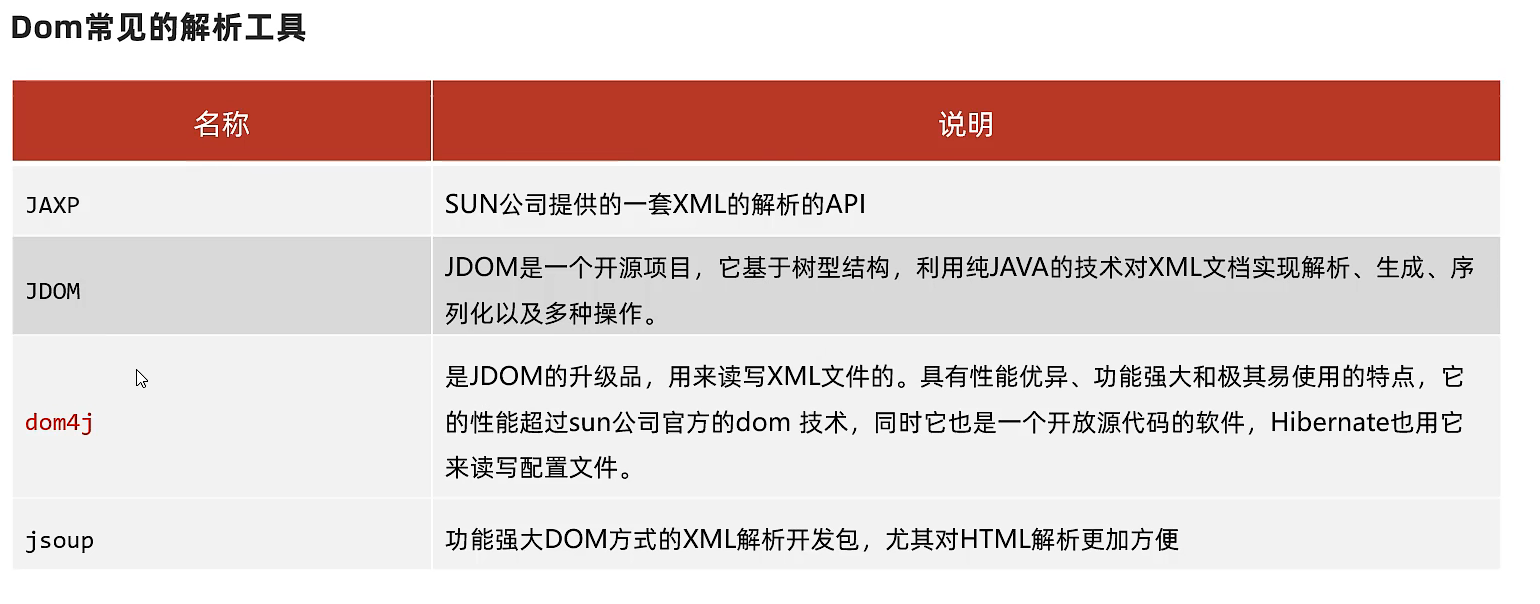 Dom常见的解析工具
名称
说明
JAXP
SUN公司提供的一套XML的解析的API
JDOM
JDOM是一个开源项目，它基于树型结构，利用纯JAVA的技术对XML文档实现解析、生成、序
列化以及多种操作。
dom4j
是JDOM的升级品，用来读写XML文件的。具有性能优异、功能强大和极其易使用的特点，它
的性能超过sun公司官方的dom 技术，同时它也是一个开放源代码的软件，Hibernate也用它
来读写配置文件。
jsoup
功能强大DOM方式的XML解析开发包，尤其对HTML解析更加方便